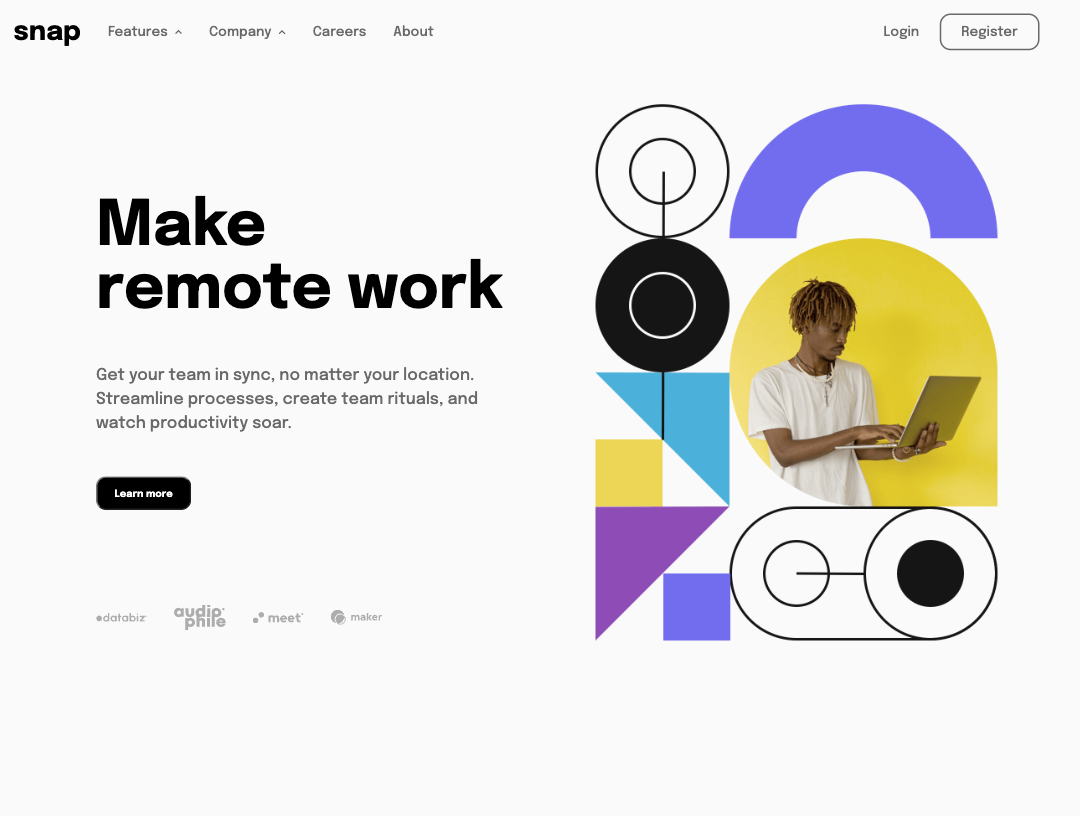 snap
Features
Company
Careers
About
Login
Register
Make
remote work
Get your team in sync, no matter your location.
Streamline processes, create team rituals, and
watch productivity soar.
Learn more
databiz
audiophile
meet
maker